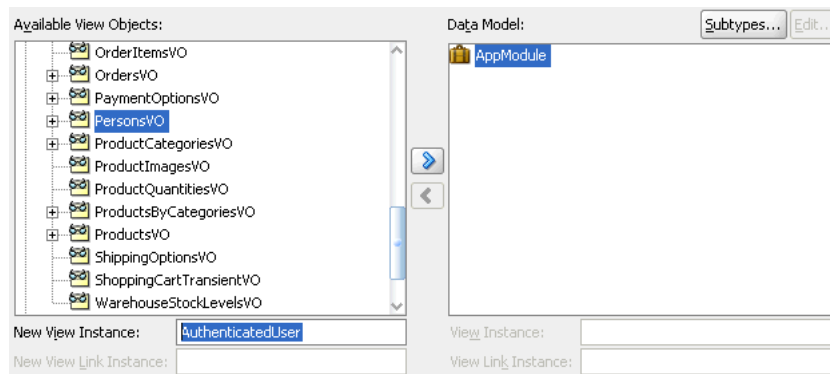 Available View Objects:
OrderItemsVO
OrdersVO
PaymentOptionsVO
PersonsVO
ProductCategoriesVO
ProductImagesVO
ProductQuantitiesVO
ProductsByCategoriesVO
ProductsVO
ShippingOptionsVO
ShoppingCartTransientVO
WarehouseStockLevelsVO
New View Instance: AuthenticatedUser
New View Link Instance:
Data Model: Subtypes... Edit...
AppModule
View Instance:
View Link Instance: